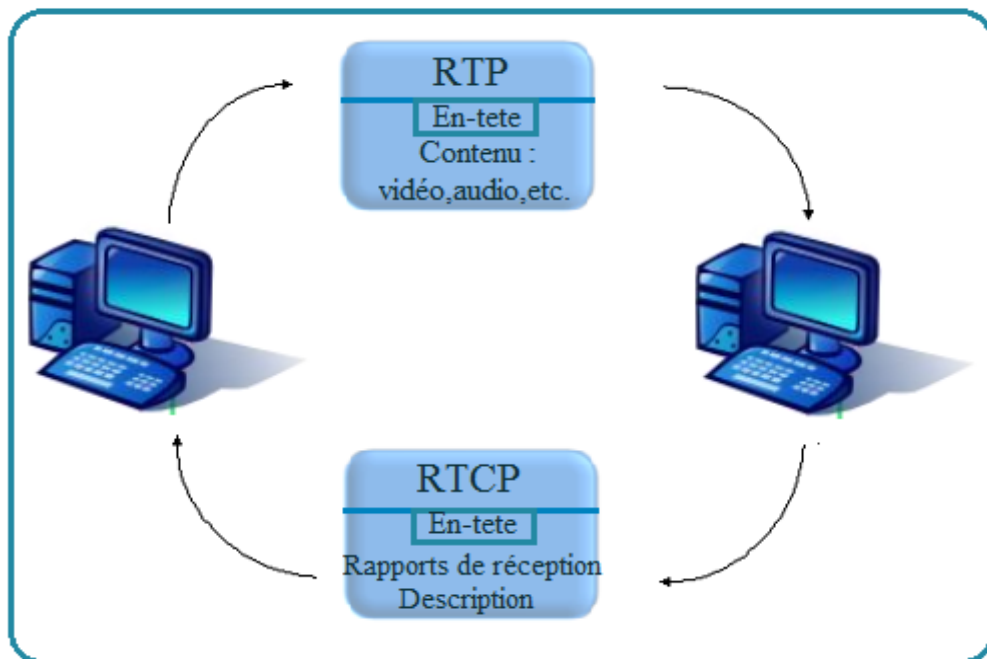 RTP
En-tete
Contenu :
vidéo,audio,etc.
RTCP
En-tete
Rapports de réception
Description